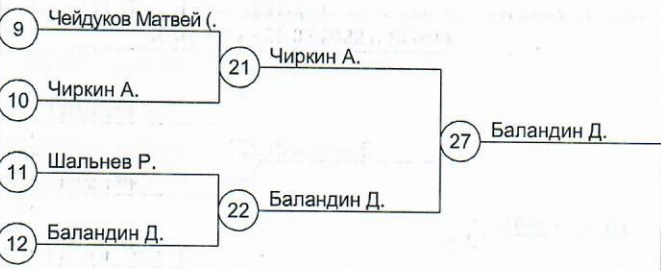 9 Чейдуков Матвей (.
21 Чиркин А.
10 Чиркин А.
27 Баландин Д.
11 Шальнев Р.
22 Баландин Д.
12 Баландин Д.